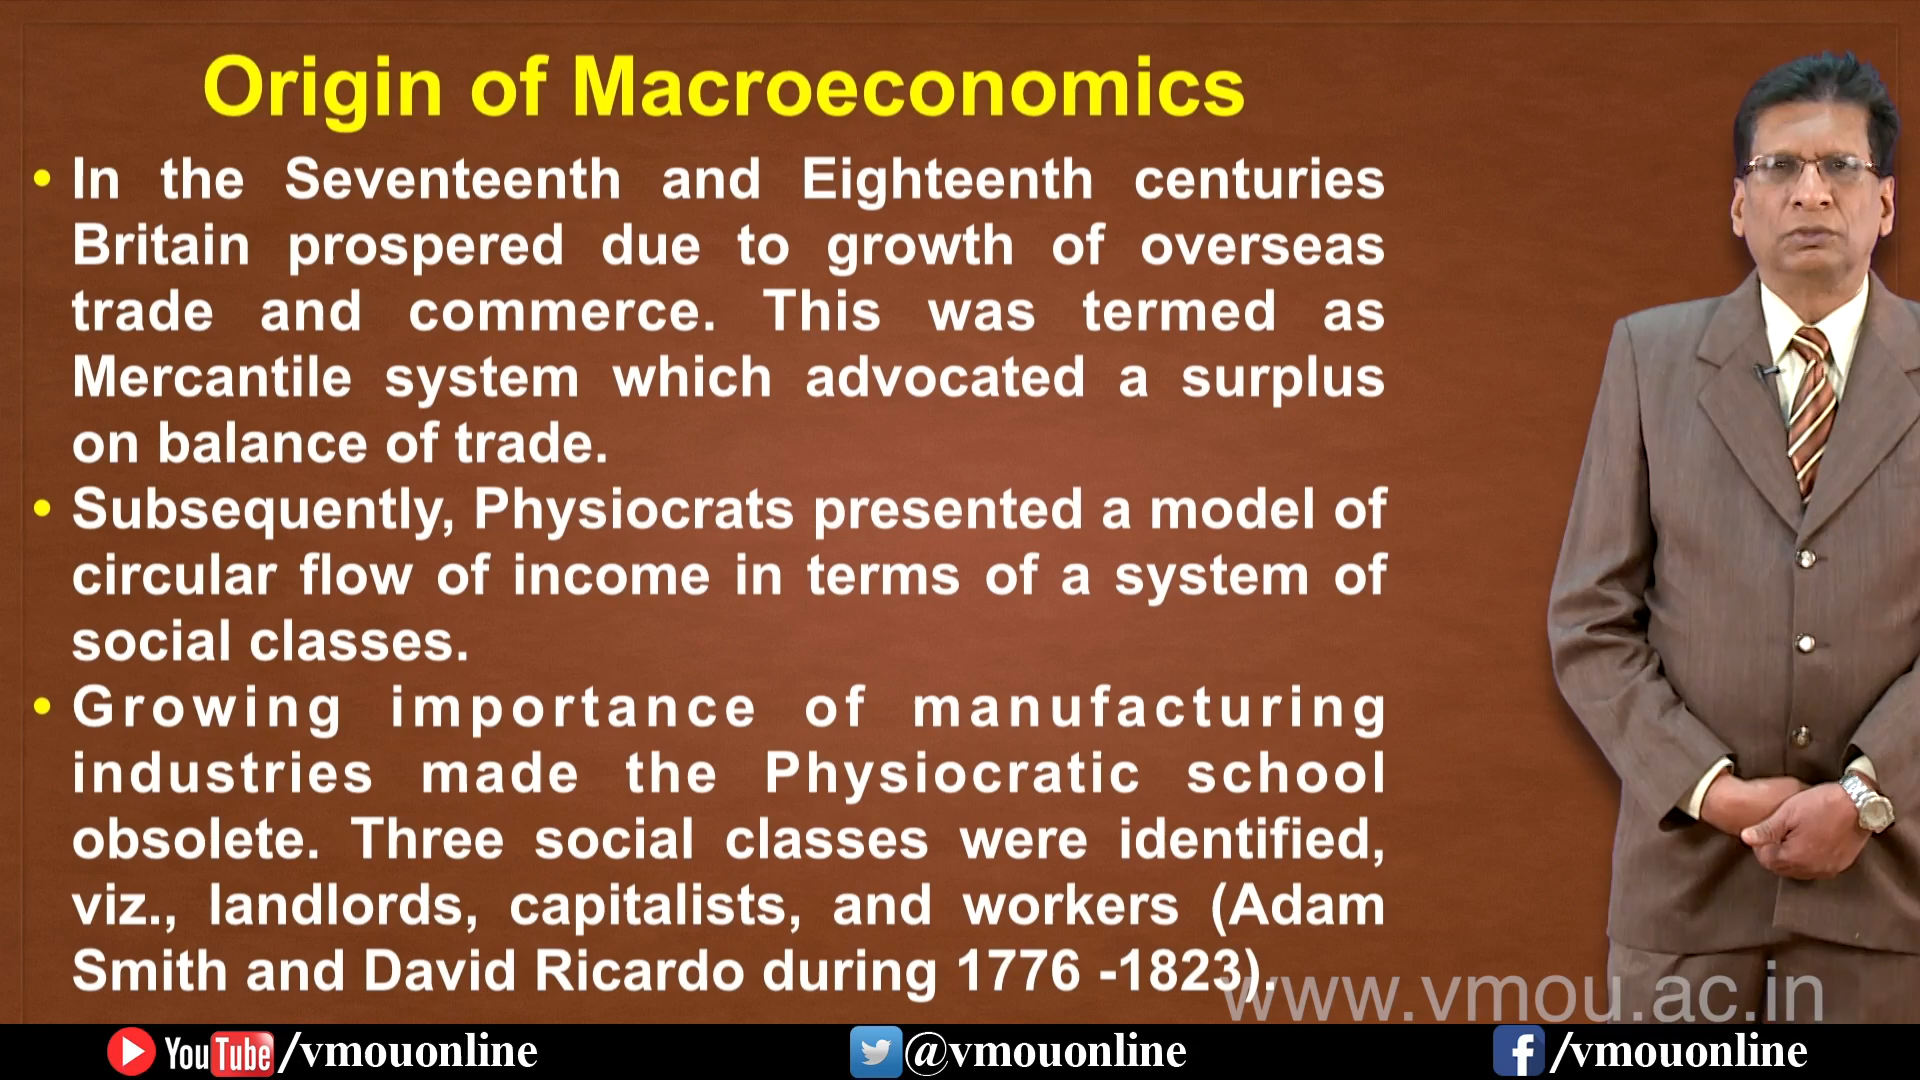 Origin of Macroeconomics
• In the Seventeenth and Eighteenth centuries
Britain prospered due to growth of overseas
trade and commerce. This was termed as
Mercantile system which advocated a surplus
on balance of trade.
• Subsequently, Physiocrats presented a model of
circular flow of income in terms of a system of
social classes.
• Growing importance of manufacturing
industries made the Physiocratic school
obsolete. Three social classes were identified,
viz., landlords, capitalists, and workers (Adam
Smith and David Ricardo during 1776 -1823).
www.vmou.ac.in
YouTube /vmouonline
@vmouonline
f /vmouonline